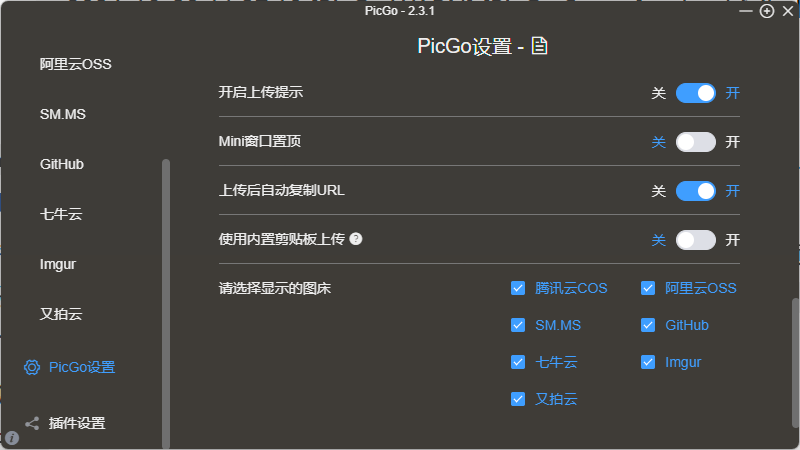 PicGo - 2.3.1
PicGo设置 -
阿里云OSS
SM.MS
GitHub
七牛云
Imgur
又拍云
PicGo设置
插件设置
开启上传提示 关 开
Mini窗口置顶 关 开
上传后自动复制URL 关 开
使用内置剪贴板上传 ? 关 开
请选择显示的图床 腾讯云COS 阿里云OSS
SM.MS GitHub
七牛云 Imgur
又拍云